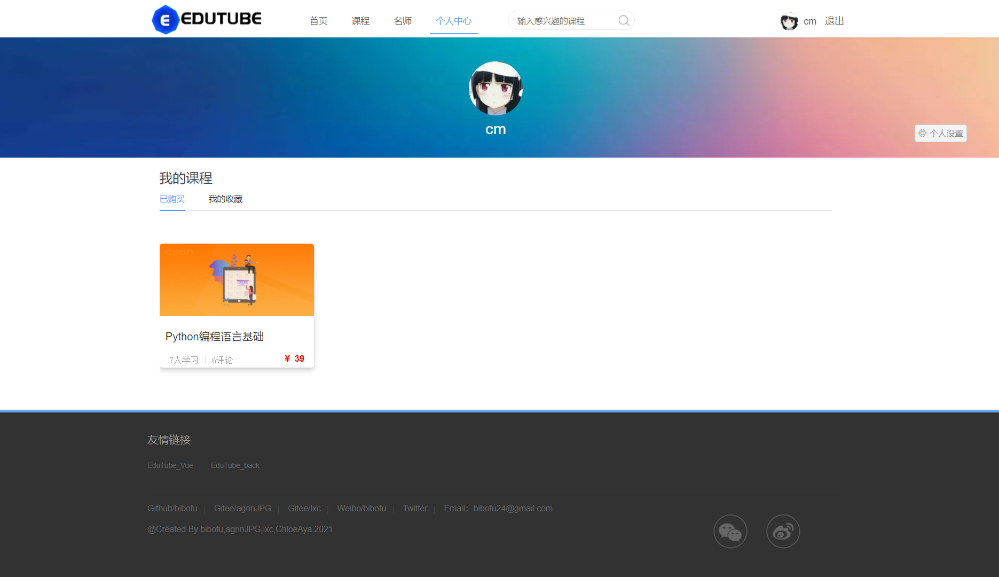 EDUTUBE
首页 课程 名师 个人中心 输入感兴趣的课程 cm 退出
cm
个人设置
我的课程
已购买 我的收藏
CSDN
Python编程语言基础
7人学习 | 6评论 ¥ 39
友情链接
EduTube_Vue EduTube_back
Github/bibofu | Gitee/agrinJPG | Gitee/lxc | Weibo/bibofu | Twitter | Email：bibofu24@gmail.com
@Created By bibofu,agrinJPG,lxc,ChloeAya 2021